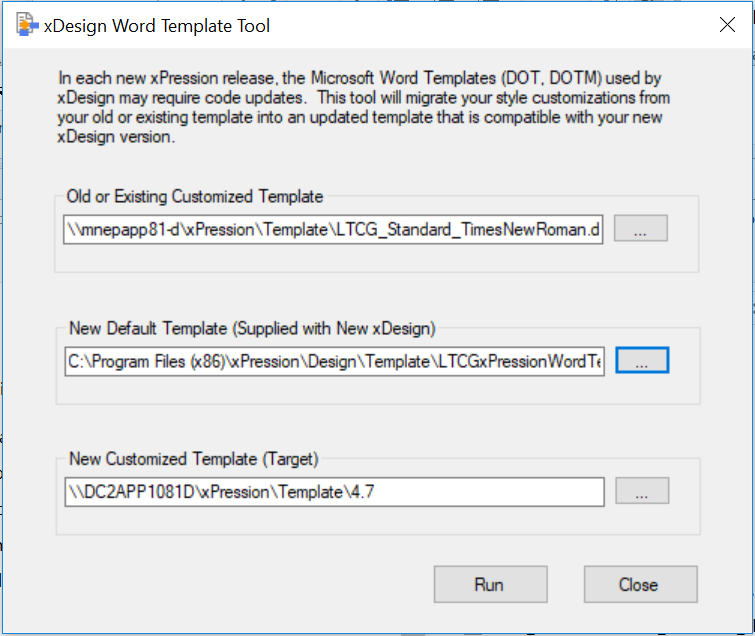 xDesign Word Template Tool
In each new xPression release, the Microsoft Word Templates (DOT, DOTM) used by
xDesign may require code updates.  This tool will migrate your style customizations from
your old or existing template into an updated template that is compatible with your new
xDesign version.
Old or Existing Customized Template
\\mnepapp81-d\xPression\Template\LTCG_Standard_TimesNewRoman.d
...
New Default Template (Supplied with New xDesign)
C:\Program Files (x86)\xPression\Design\Template\LTCGxPressionWordTe
...
New Customized Template (Target)
\\DC2APP1081D\xPression\Template\4.7
...
Run
Close